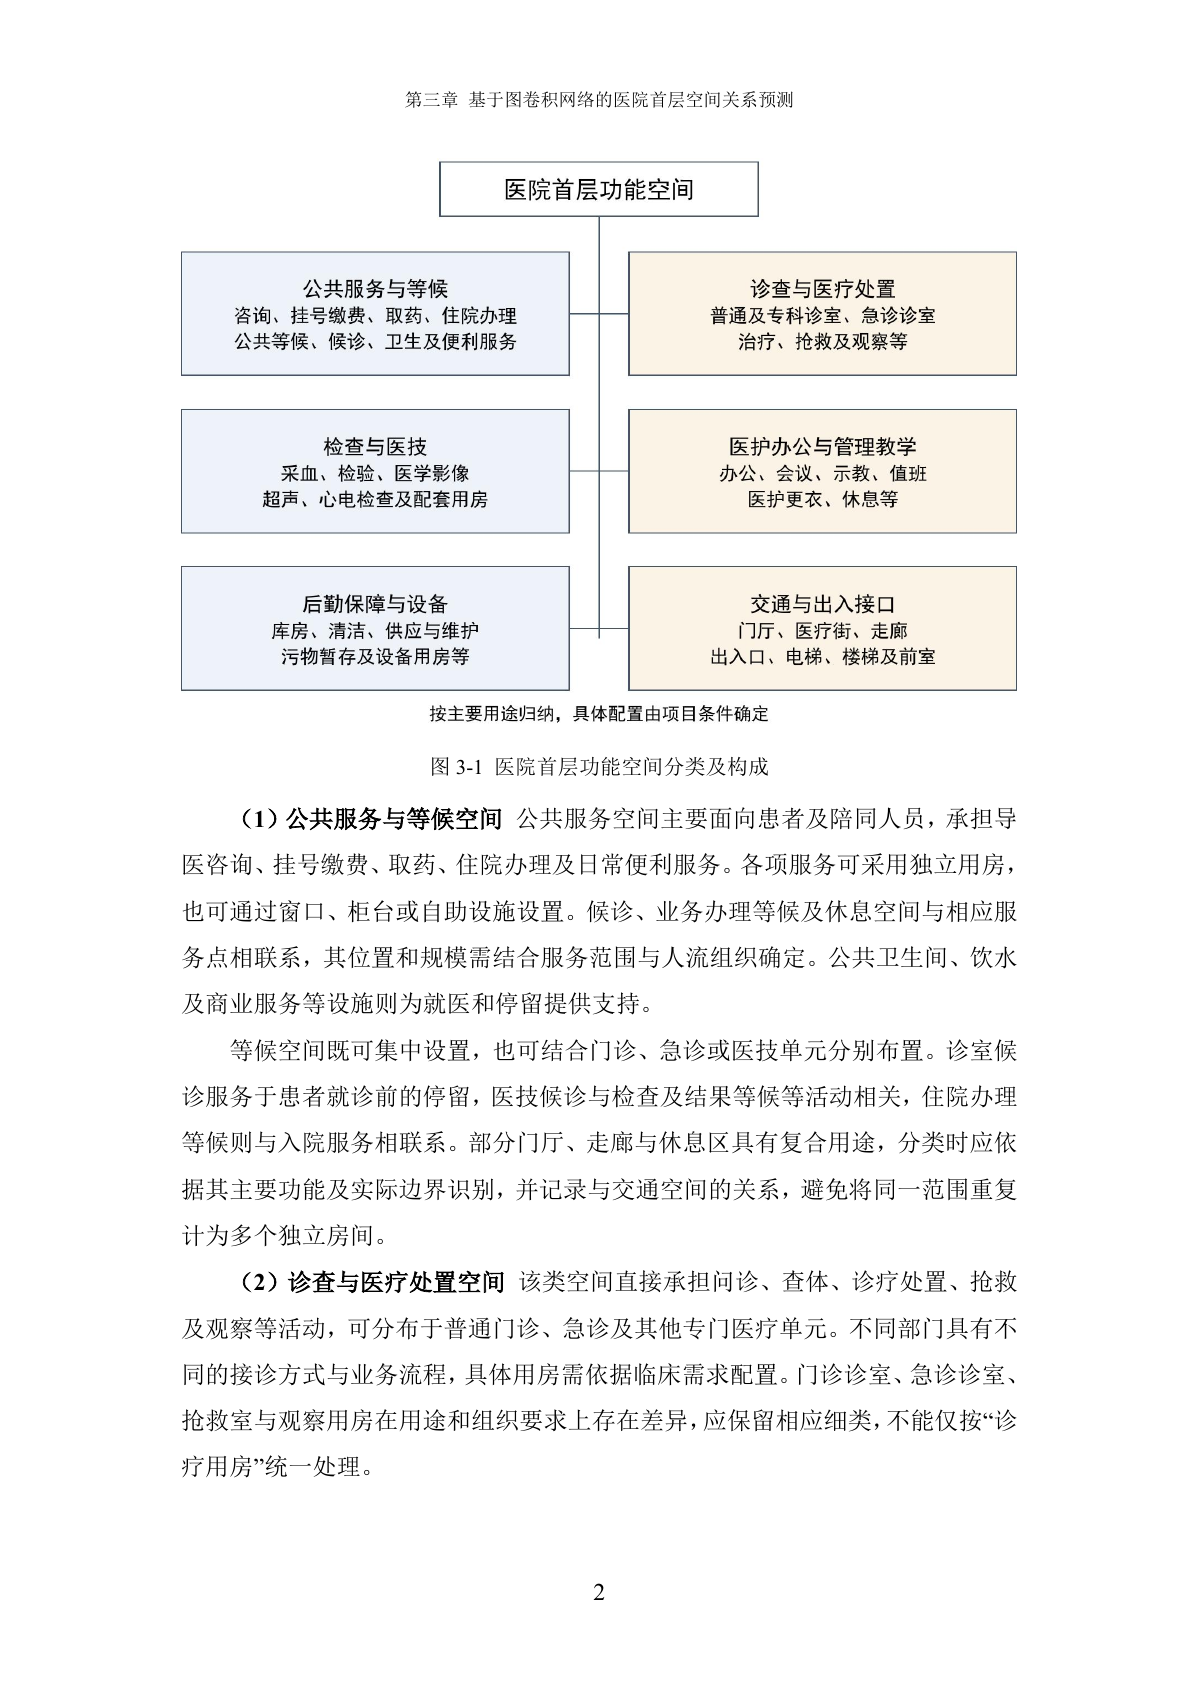 第三章 基于图卷积网络的医院首层空间关系预测
医院首层功能空间
公共服务与等候
咨询、挂号缴费、取药、住院办理
公共等候、候诊、卫生及便利服务
诊查与医疗处置
普通及专科诊室、急诊诊室
治疗、抢救及观察等
检查与医技
采血、检验、医学影像
超声、心电检查及配套用房
医护办公与管理教学
办公、会议、示教、值班
医护更衣、休息等
后勤保障与设备
库房、清洁、供应与维护
污物暂存及设备用房等
交通与出入接口
门厅、医疗街、走廊
出入口、电梯、楼梯及前室
按主要用途归纳，具体配置由项目条件确定
图 3-1 医院首层功能空间分类及构成
（1）公共服务与等候空间 公共服务空间主要面向患者及陪同人员，承担导
医咨询、挂号缴费、取药、住院办理及日常便利服务。各项服务可采用独立用房，
也可通过窗口、柜台或自助设施设置。候诊、业务办理等候及休息空间与相应服
务点相联系，其位置和规模需结合服务范围与人流组织确定。公共卫生间、饮水
及商业服务等设施则为就医和停留提供支持。
等候空间既可集中设置，也可结合门诊、急诊或医技单元分别布置。诊室候
诊服务于患者就诊前的停留，医技候诊与检查及结果等候等活动相关，住院办理
等候则与入院服务相联系。部分门厅、走廊与休息区具有复合用途，分类时应依
据其主要功能及实际边界识别，并记录与交通空间的关系，避免将同一范围重复
计为多个独立房间。
（2）诊查与医疗处置空间 该类空间直接承担问诊、查体、诊疗处置、抢救
及观察等活动，可分布于普通门诊、急诊及其他专门医疗单元。不同部门具有不
同的接诊方式与业务流程，具体用房需依据临床需求配置。门诊诊室、急诊诊室、
抢救室与观察用房在用途和组织要求上存在差异，应保留相应细类，不能仅按“诊
疗用房”统一处理。
2